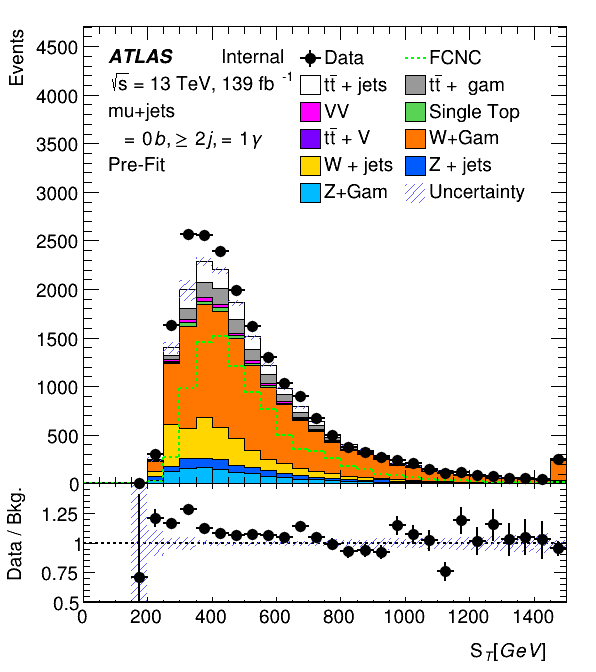 Events
4500
4000
3500
3000
2500
2000
1500
1000
500
0
ATLAS Internal
√s = 13 TeV, 139 fb⁻¹
mu+jets
= 0b, ≥ 2j, = 1γ
Pre-Fit
Data
FCNC
tt̄ + jets
tt̄ + gam
VV
Single Top
tt̄ + V
W+Gam
W + jets
Z + jets
Z+Gam
Uncertainty
Data / Bkg.
1.25
1
0.75
0.5
0 200 400 600 800 1000 1200 1400
S_T[GeV]